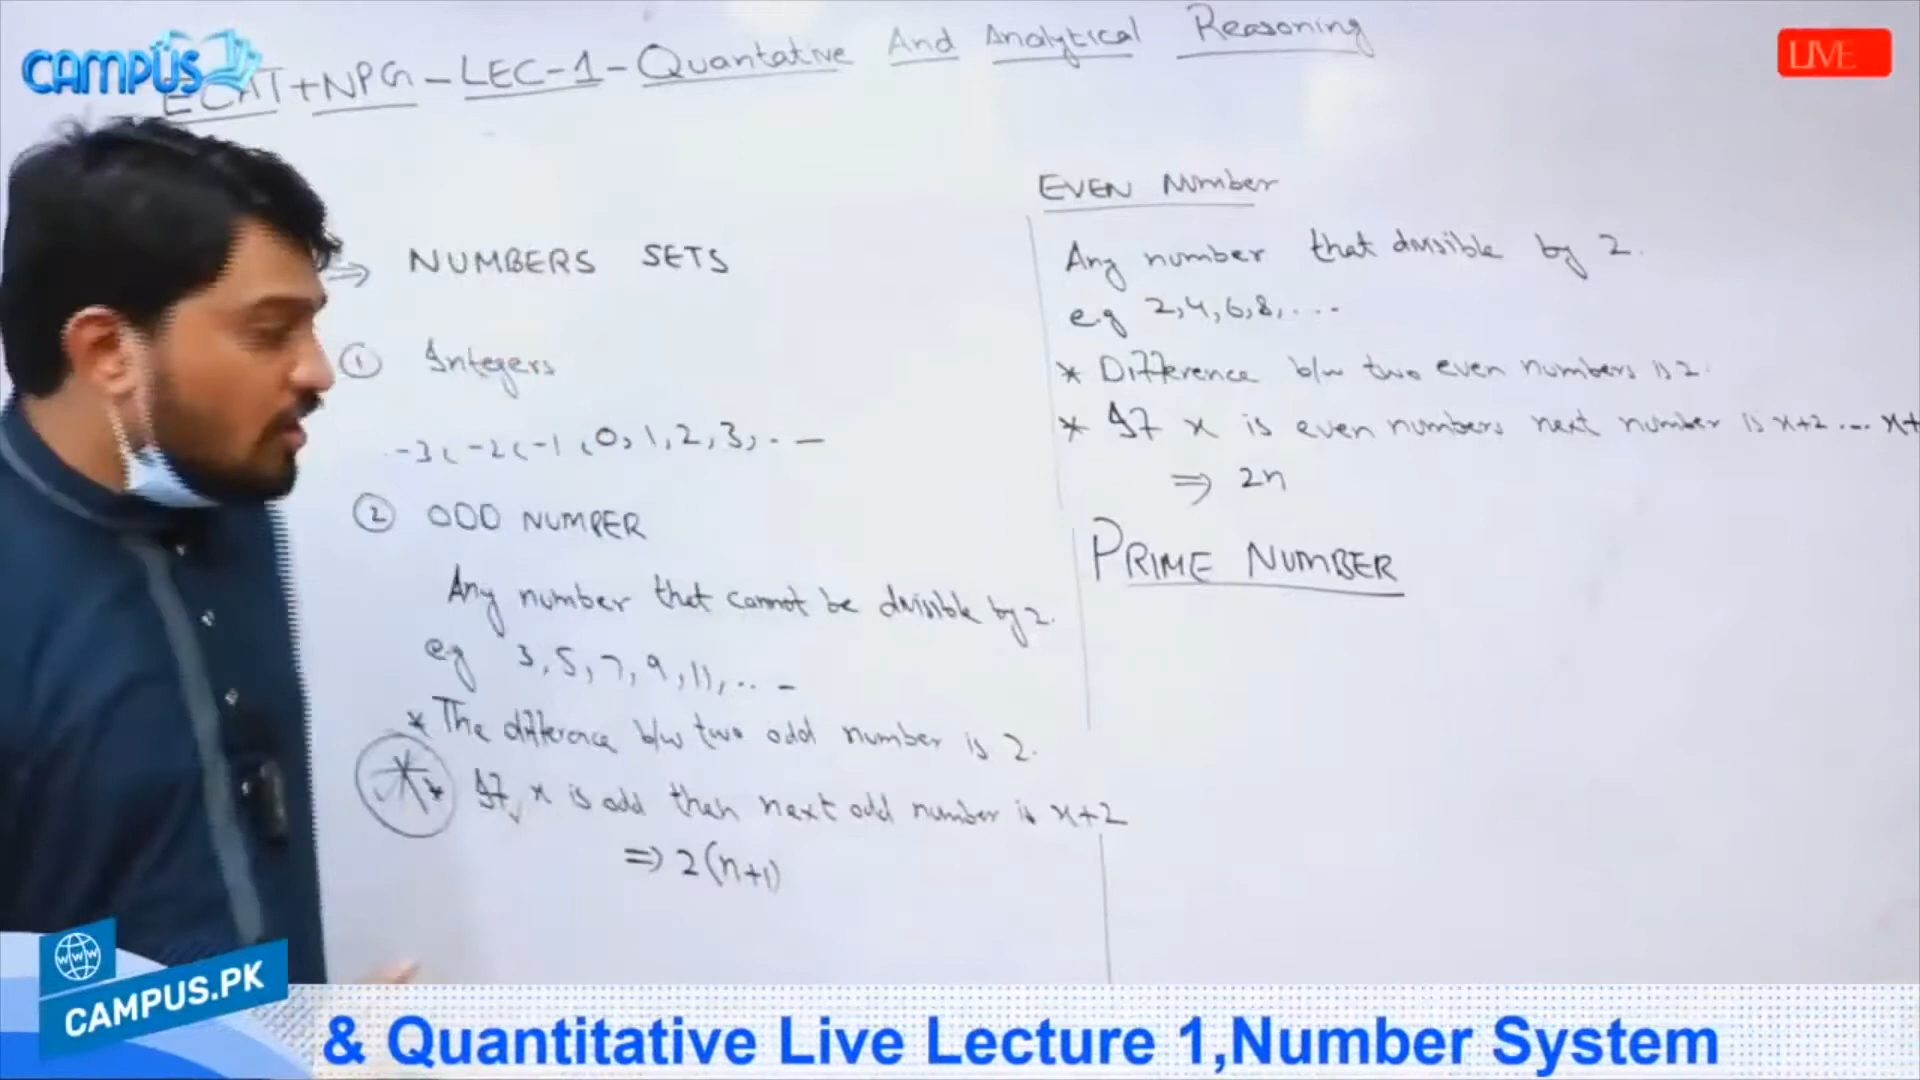 CAMPUS
ECAT+NPG-LEC-1-Quantative And Analytical Reasoning
LIVE
⇒ NUMBERS SETS
① Integers
-3, -2, -1, 0, 1, 2, 3, . . —
② ODD NUMBER
Any number that cannot be divisible by 2.
eg 3, 5, 7, 9, 11, . . –
* The difference b/w two odd number is 2.
* If x is odd then next odd number is x+2
⇒ 2(n+1)
EVEN Number
Any number that divisible by 2.
e.g 2, 4, 6, 8, . . .
* Difference b/w two even numbers is 2.
* If x is even numbers next number is x+2 .... x+
⇒ 2n
PRIME NUMBER
WWW
CAMPUS.PK
& Quantitative Live Lecture 1,Number System